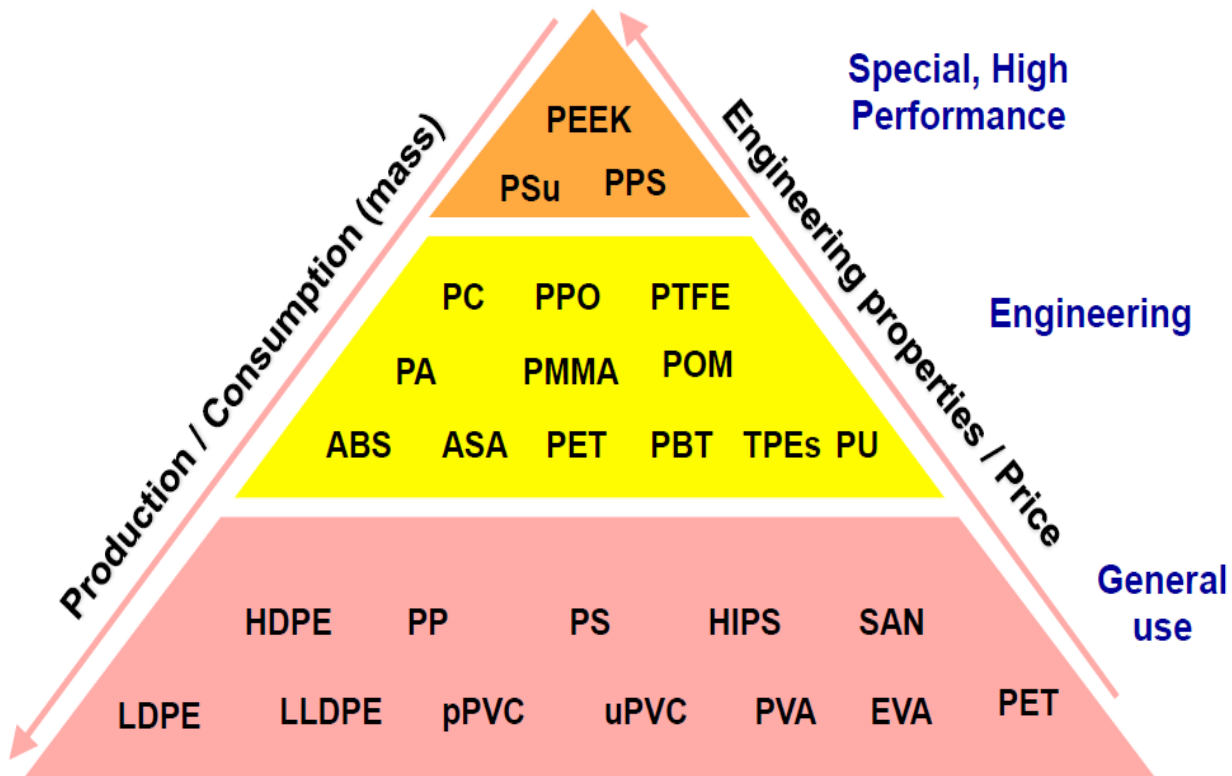 Special, High
Performance
PEEK
PSu PPS
Production / Consumption (mass)
Engineering properties / Price
PC PPO PTFE
Engineering
PA PMMA POM
ABS ASA PET PBT TPEs PU
General
use
HDPE PP PS HIPS SAN
LDPE LLDPE pPVC uPVC PVA EVA PET